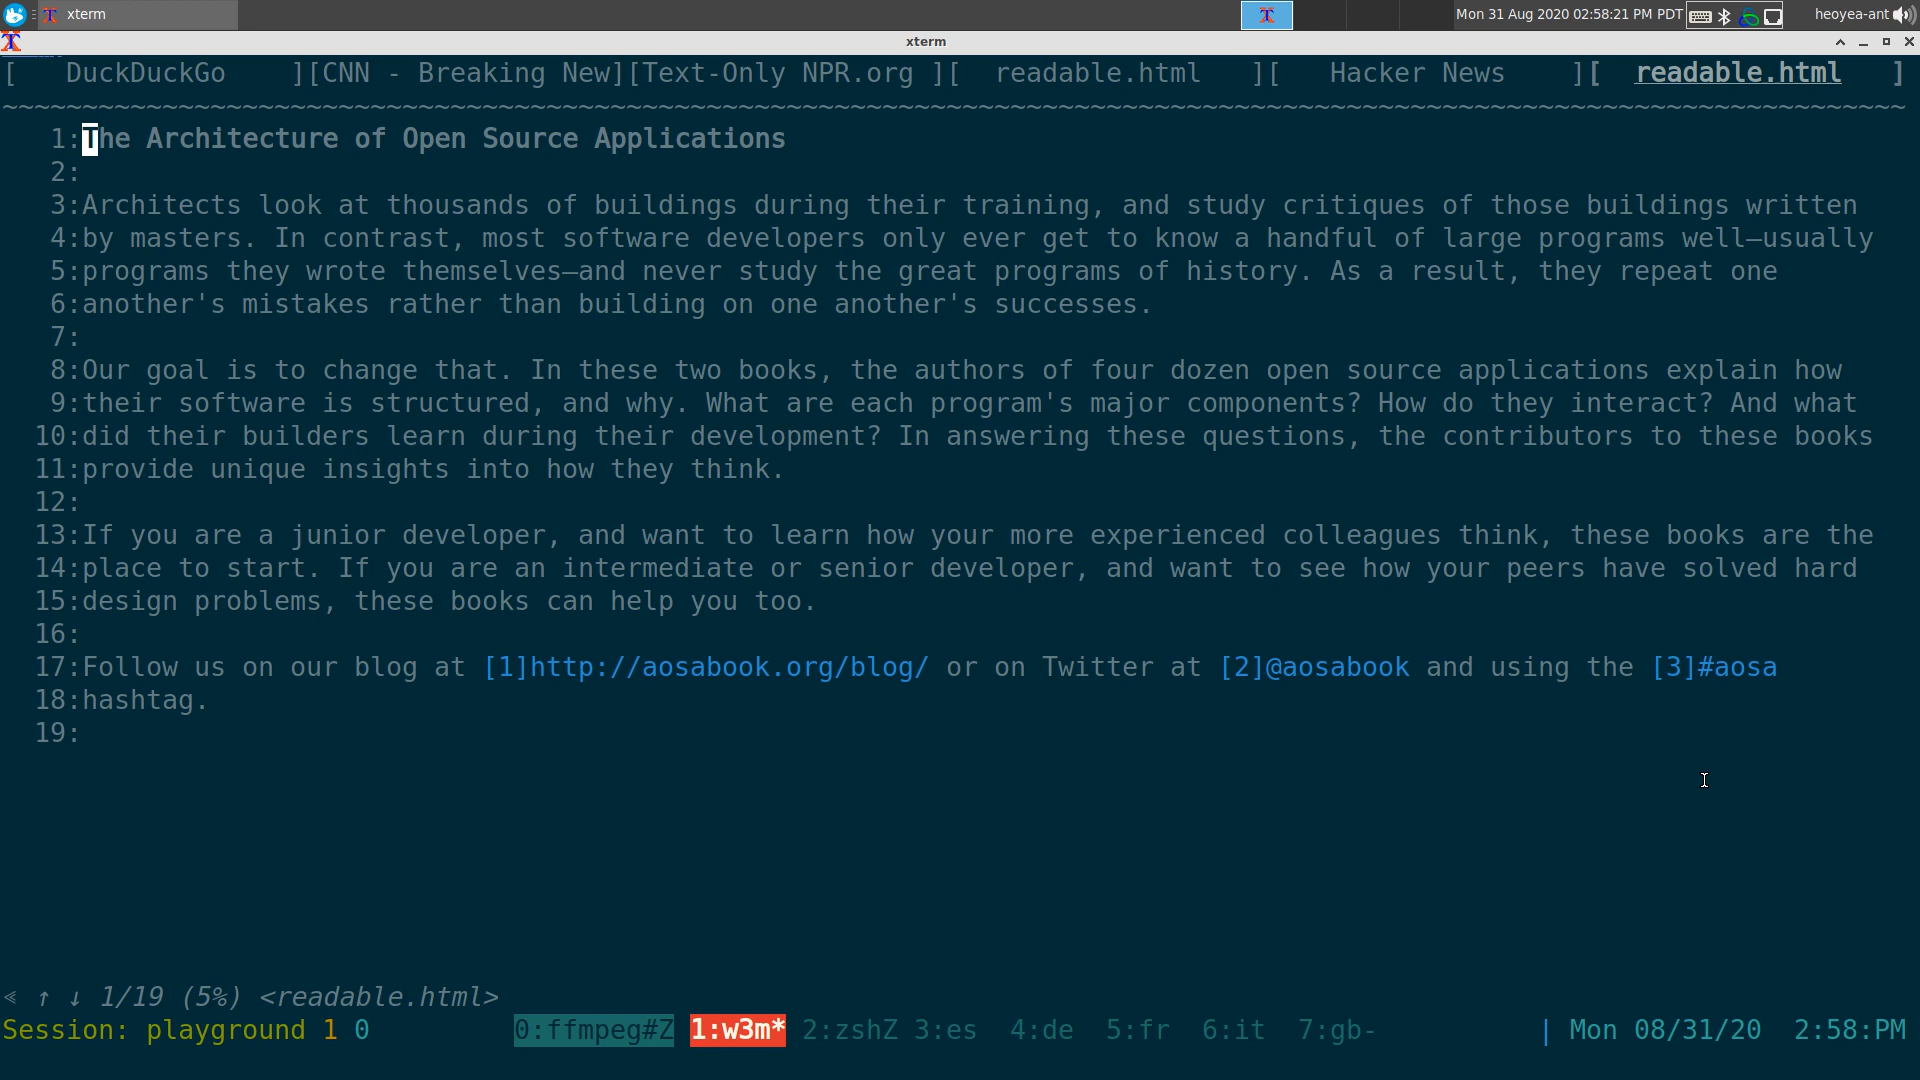 xterm
Mon 31 Aug 2020 02:58:21 PM PDT
heoyea-ant
xterm
[   DuckDuckGo    ][CNN - Breaking New][Text-Only NPR.org ][  readable.html   ][   Hacker News    ][  readable.html   ]
~~~~~~~~~~~~~~~~~~~~~~~~~~~~~~~~~~~~~~~~~~~~~~~~~~~~~~~~~~~~~~~~~~~~~~~~~~~~~~~~~~~~~~~~~~~~~~~~~~~~~~~~~~~~~~~~~~~~~~~
1:The Architecture of Open Source Applications
2:
3:Architects look at thousands of buildings during their training, and study critiques of those buildings written
4:by masters. In contrast, most software developers only ever get to know a handful of large programs well—usually
5:programs they wrote themselves—and never study the great programs of history. As a result, they repeat one
6:another's mistakes rather than building on one another's successes.
7:
8:Our goal is to change that. In these two books, the authors of four dozen open source applications explain how
9:their software is structured, and why. What are each program's major components? How do they interact? And what
10:did their builders learn during their development? In answering these questions, the contributors to these books
11:provide unique insights into how they think.
12:
13:If you are a junior developer, and want to learn how your more experienced colleagues think, these books are the
14:place to start. If you are an intermediate or senior developer, and want to see how your peers have solved hard
15:design problems, these books can help you too.
16:
17:Follow us on our blog at [1]http://aosabook.org/blog/ or on Twitter at [2]@aosabook and using the [3]#aosa
18:hashtag.
19:
« ↑ ↓ 1/19 (5%) <readable.html>
Session: playground 1 0 0:ffmpeg#Z 1:w3m* 2:zshZ 3:es 4:de 5:fr 6:it 7:gb- | Mon 08/31/20 2:58:PM